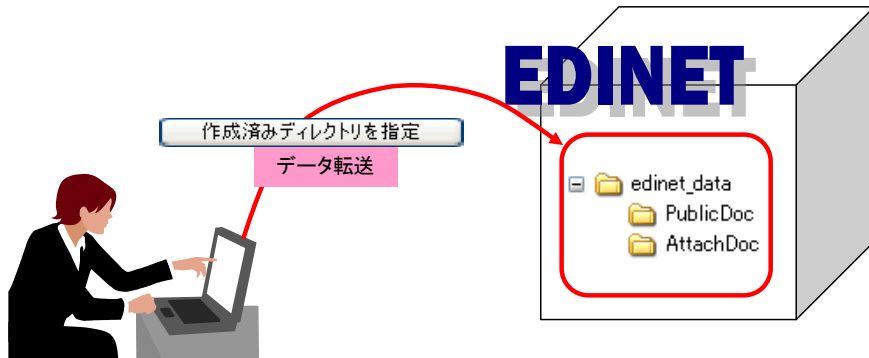 EDINET
作成済みディレクトリを指定
データ転送
edinet_data
PublicDoc
AttachDoc